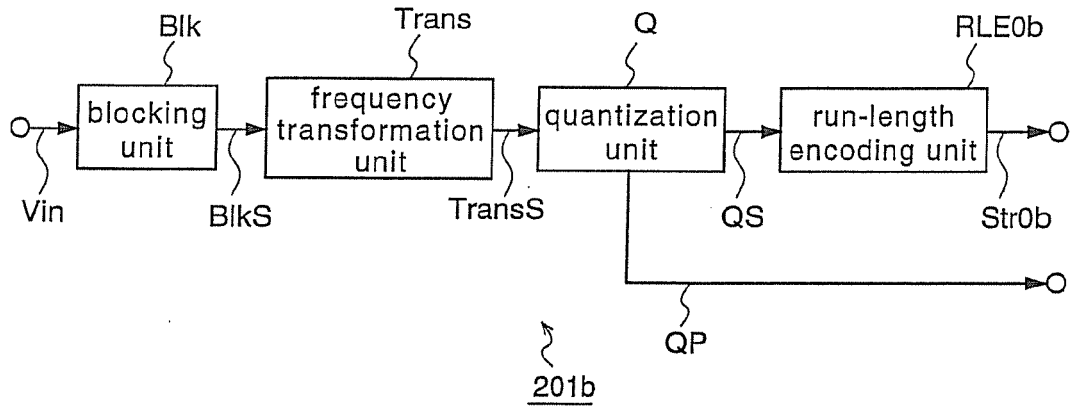 Blk
Trans
Q
RLE0b
blocking
unit
frequency
transformation
unit
quantization
unit
run-length
encoding unit
Vin
BlkS
TransS
QS
Str0b
QP
201b